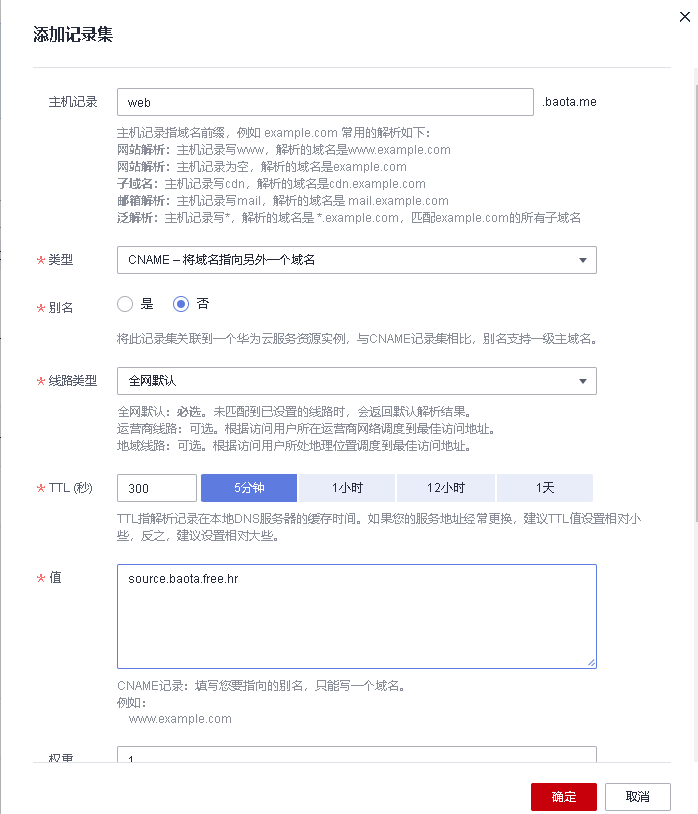 添加记录集
主机记录 web .baota.me
主机记录指域名前缀，例如 example.com 常用的解析如下：
网站解析：主机记录写www，解析的域名是www.example.com
网站解析：主机记录为空，解析的域名是example.com
子域名：主机记录写cdn，解析的域名是cdn.example.com
邮箱解析：主机记录写mail，解析的域名是 mail.example.com
泛解析：主机记录写*，解析的域名是 *.example.com，匹配example.com的所有子域名
* 类型 CNAME – 将域名指向另外一个域名
* 别名 是 否
将此记录集关联到一个华为云服务资源实例，与CNAME记录集相比，别名支持一级主域名。
* 线路类型 全网默认
全网默认：必选。未匹配到已设置的线路时，会返回默认解析结果。
运营商线路：可选。根据访问用户所在运营商网络调度到最佳访问地址。
地域线路：可选。根据访问用户所处地理位置调度到最佳访问地址。
* TTL (秒) 300 5分钟 1小时 12小时 1天
TTL指解析记录在本地DNS服务器的缓存时间。如果您的服务地址经常更换，建议TTL值设置相对小
些，反之，建议设置相对大些。
* 值 source.baota.free.hr
CNAME记录：填写您要指向的别名，只能写一个域名。
例如：
www.example.com
权重 1
确定 取消